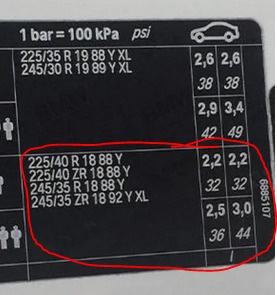 1 bar = 100 kPa psi
225/35 R 19 88 Y XL 2,6 2,6
245/30 R 19 89 Y XL
38 38
2,9 3,4
42 49
225/40 R 18 88 Y 2,2 2,2
225/40 ZR 18 88 Y
245/35 R 18 88 Y 32 32
245/35 ZR 18 92 Y XL
2,5 3,0
36 44
6885107